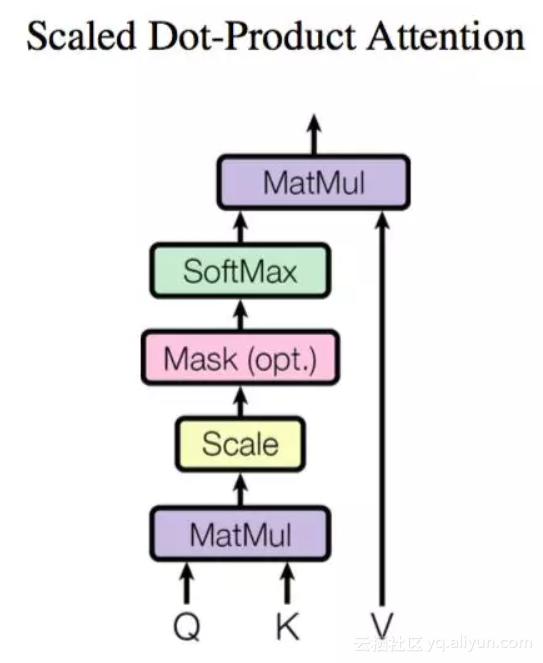 Scaled Dot-Product Attention
MatMul
SoftMax
Mask (opt.)
Scale
MatMul
Q K V
云栖社区 yq.aliyun.com